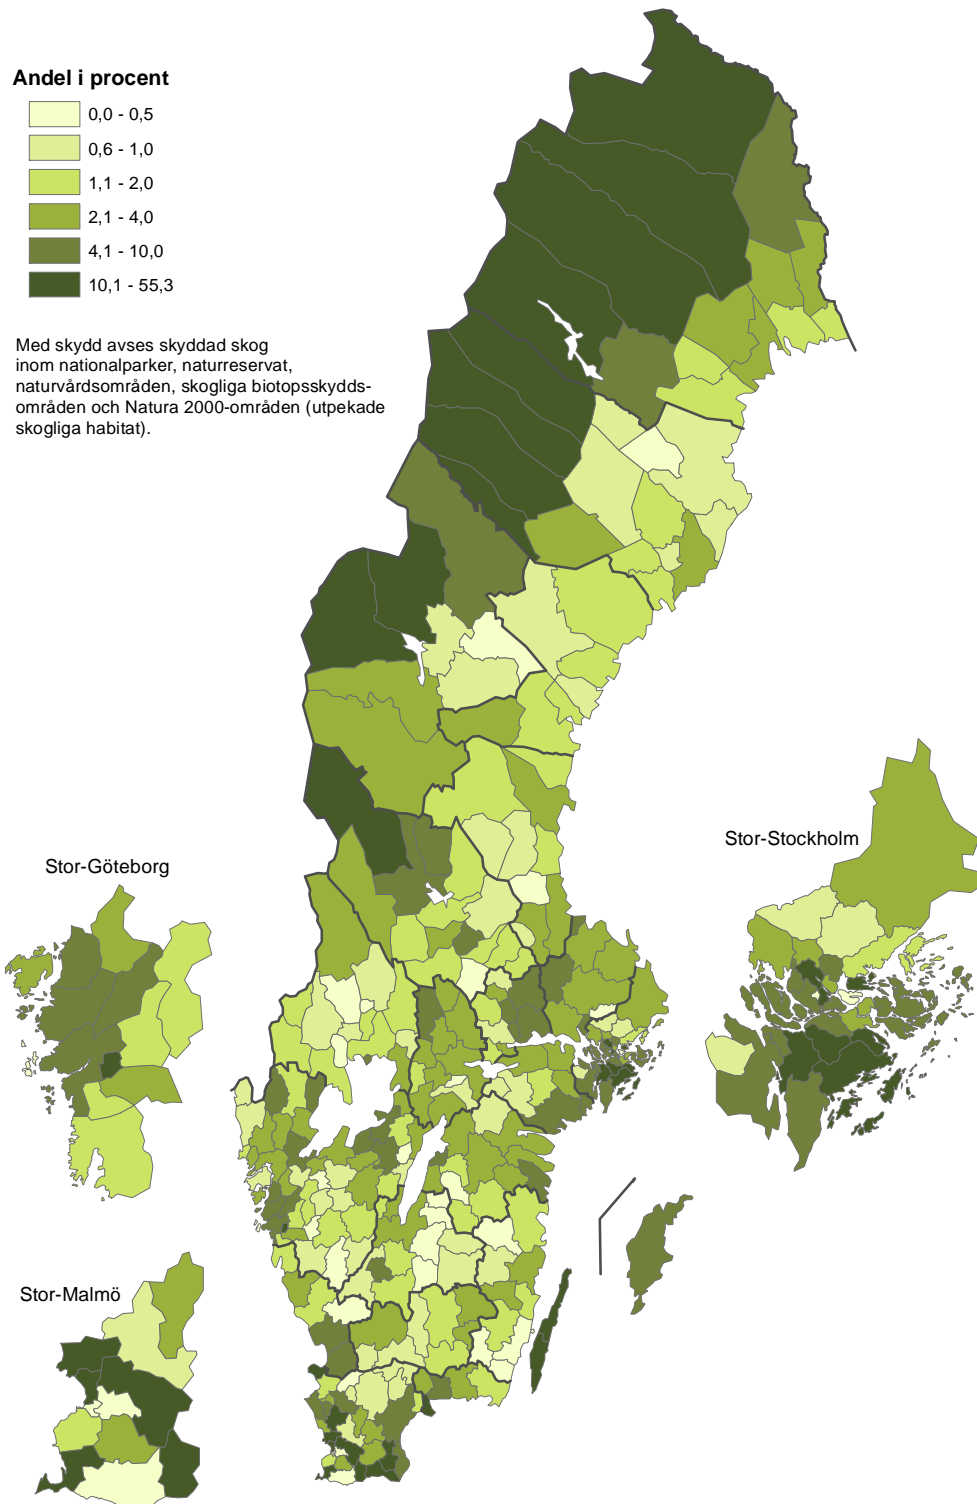 Andel i procent
0,0 - 0,5
0,6 - 1,0
1,1 - 2,0
2,1 - 4,0
4,1 - 10,0
10,1 - 55,3
Med skydd avses skyddad skog
inom nationalparker, naturreservat,
naturvårdsområden, skogliga biotopsskydds-
områden och Natura 2000-områden (utpekade
skogliga habitat).
Stor-Stockholm
Stor-Göteborg
Stor-Malmö